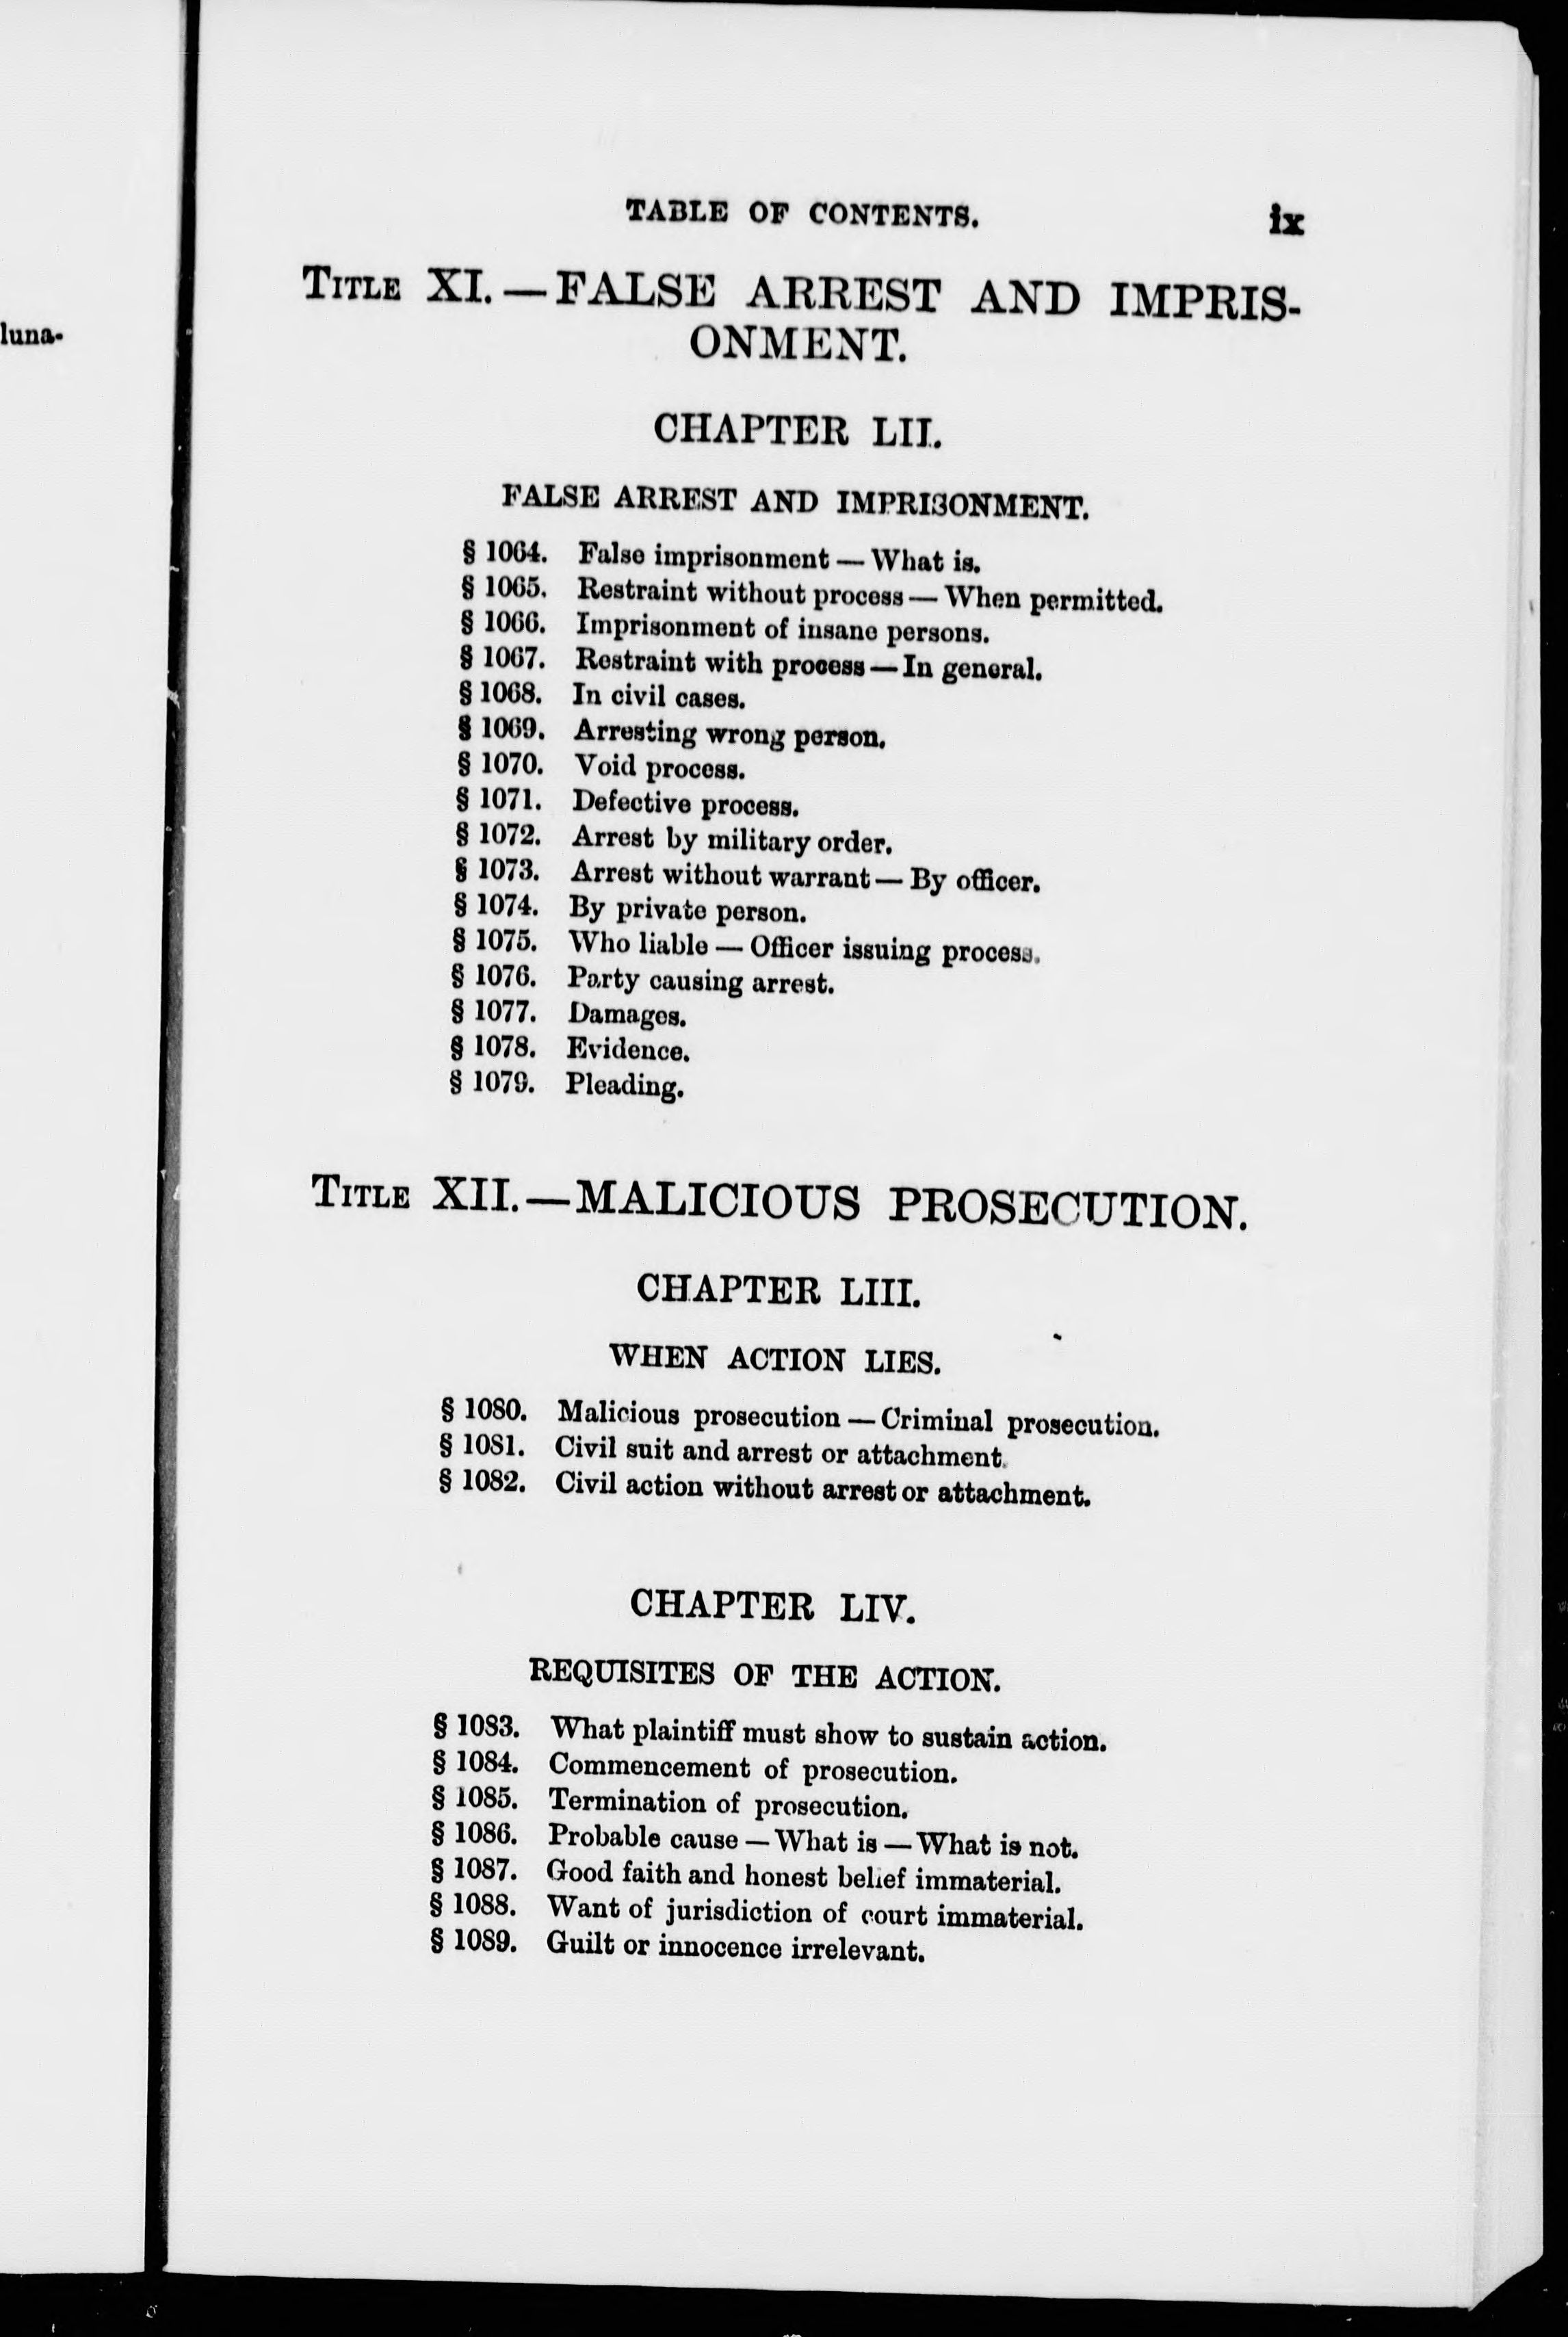 luna-
TABLE OF CONTENTS. ix
TITLE XI. — FALSE ARREST AND IMPRIS-
ONMENT.
CHAPTER LII.
FALSE ARREST AND IMPRISONMENT.
§ 1064. False imprisonment — What is.
§ 1065. Restraint without process — When permitted.
§ 1066. Imprisonment of insane persons.
§ 1067. Restraint with process — In general.
§ 1068. In civil cases.
§ 1069. Arresting wrong person.
§ 1070. Void process.
§ 1071. Defective process.
§ 1072. Arrest by military order.
§ 1073. Arrest without warrant — By officer.
§ 1074. By private person.
§ 1075. Who liable — Officer issuing process.
§ 1076. Party causing arrest.
§ 1077. Damages.
§ 1078. Evidence.
§ 1079. Pleading.
TITLE XII. — MALICIOUS PROSECUTION.
CHAPTER LIII.
WHEN ACTION LIES.
§ 1080. Malicious prosecution — Criminal prosecution.
§ 1081. Civil suit and arrest or attachment.
§ 1082. Civil action without arrest or attachment.
CHAPTER LIV.
REQUISITES OF THE ACTION.
§ 1083. What plaintiff must show to sustain action.
§ 1084. Commencement of prosecution.
§ 1085. Termination of prosecution.
§ 1086. Probable cause — What is — What is not.
§ 1087. Good faith and honest belief immaterial.
§ 1088. Want of jurisdiction of court immaterial.
§ 1089. Guilt or innocence irrelevant.